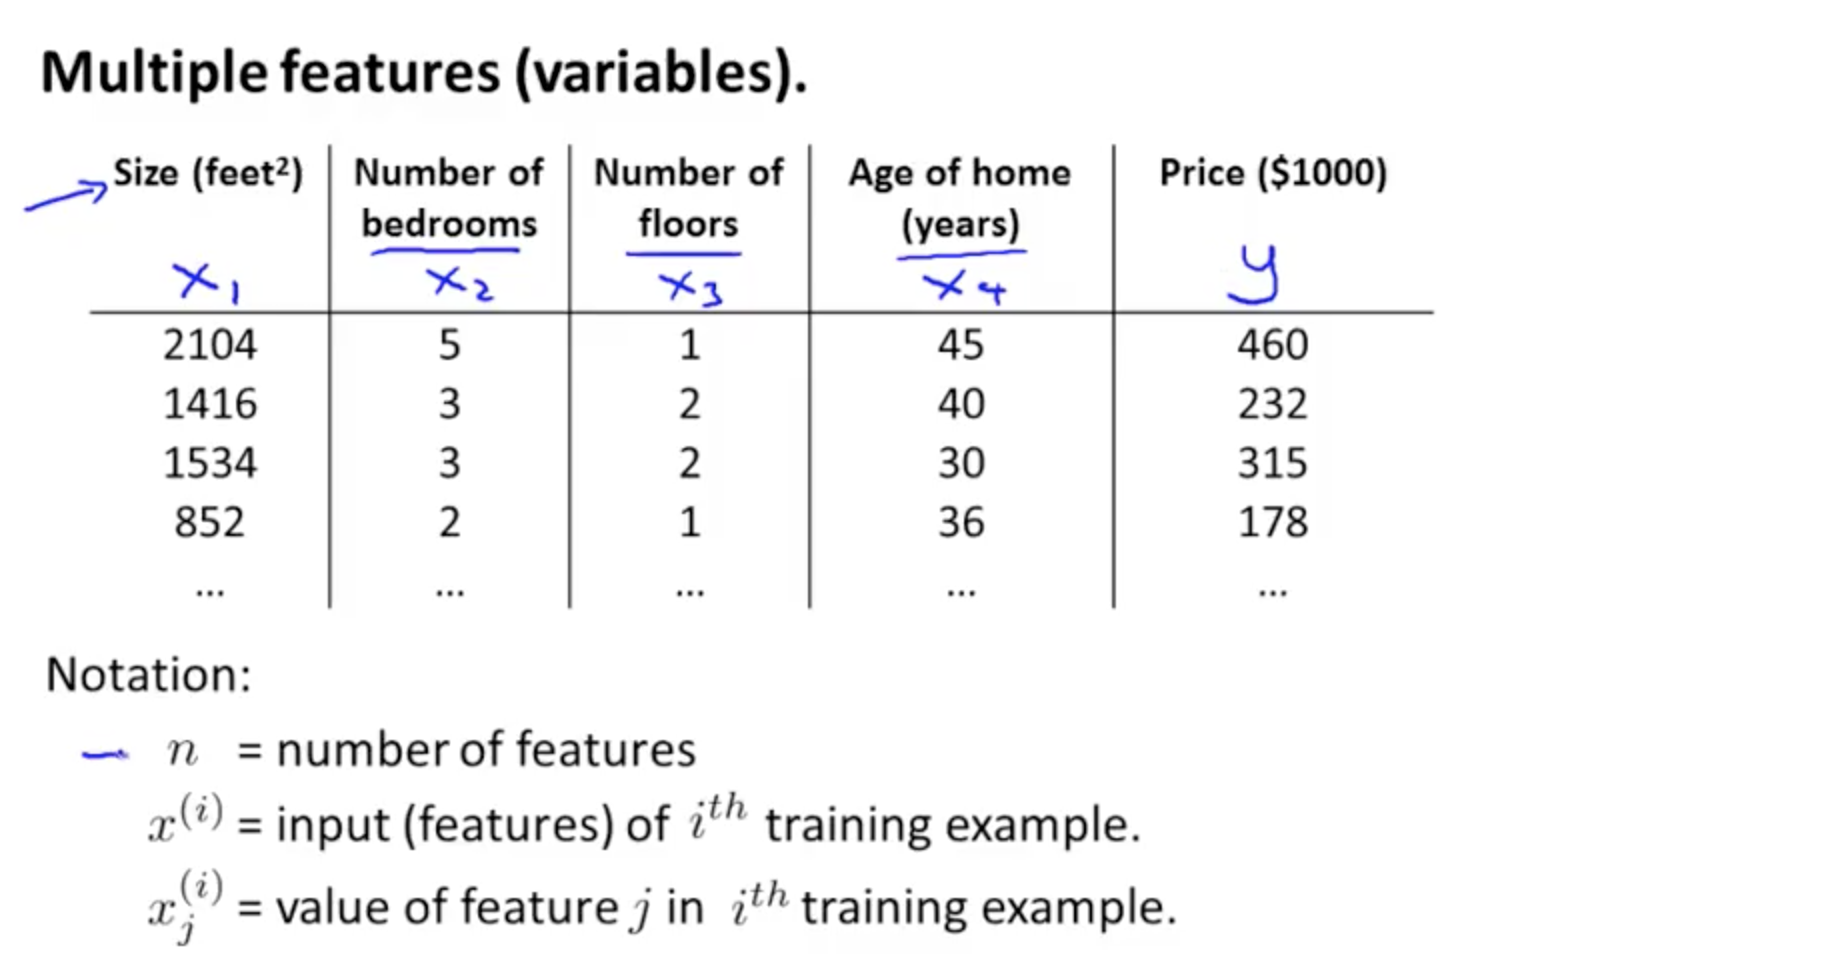 Multiple features (variables).
Size (feet²) Number of bedrooms Number of floors Age of home (years) Price ($1000)
x₁ x₂ x₃ x₄ y
2104 5 1 45 460
1416 3 2 40 232
1534 3 2 30 315
852 2 1 36 178
... ... ... ... ...
Notation:
n = number of features
x^(i) = input (features) of i^th training example.
x_j^(i) = value of feature j in i^th training example.